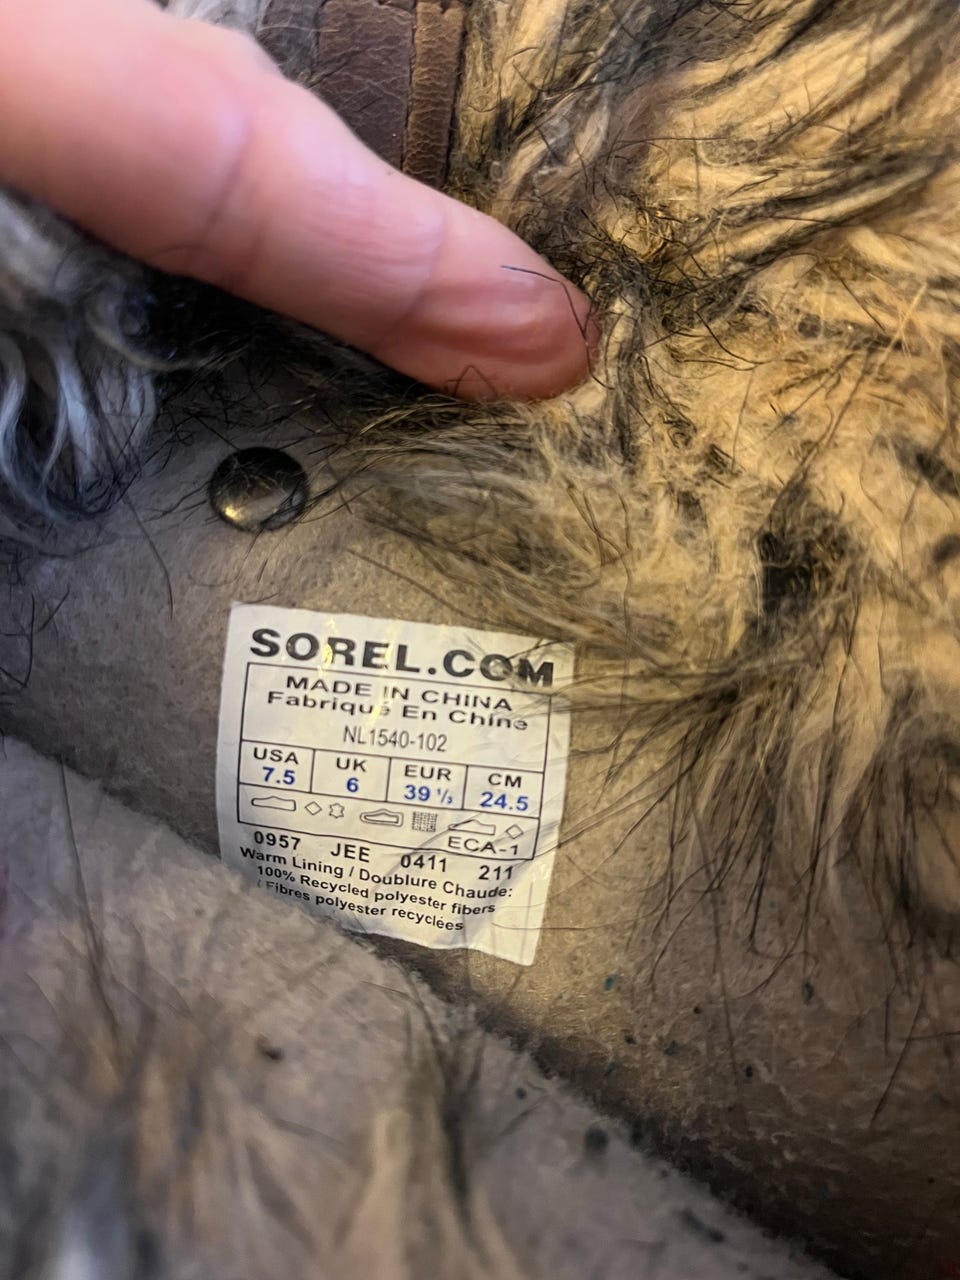 SOREL.COM
MADE IN CHINA
Fabriqué En Chine
NL1540-102
USA UK EUR CM
7.5 6 39 ⅓ 24.5
ECA-1
0957 JEE 0411 211
Warm Lining / Doublure Chaude:
100% Recycled polyester fibers
/ Fibres polyester recyclées